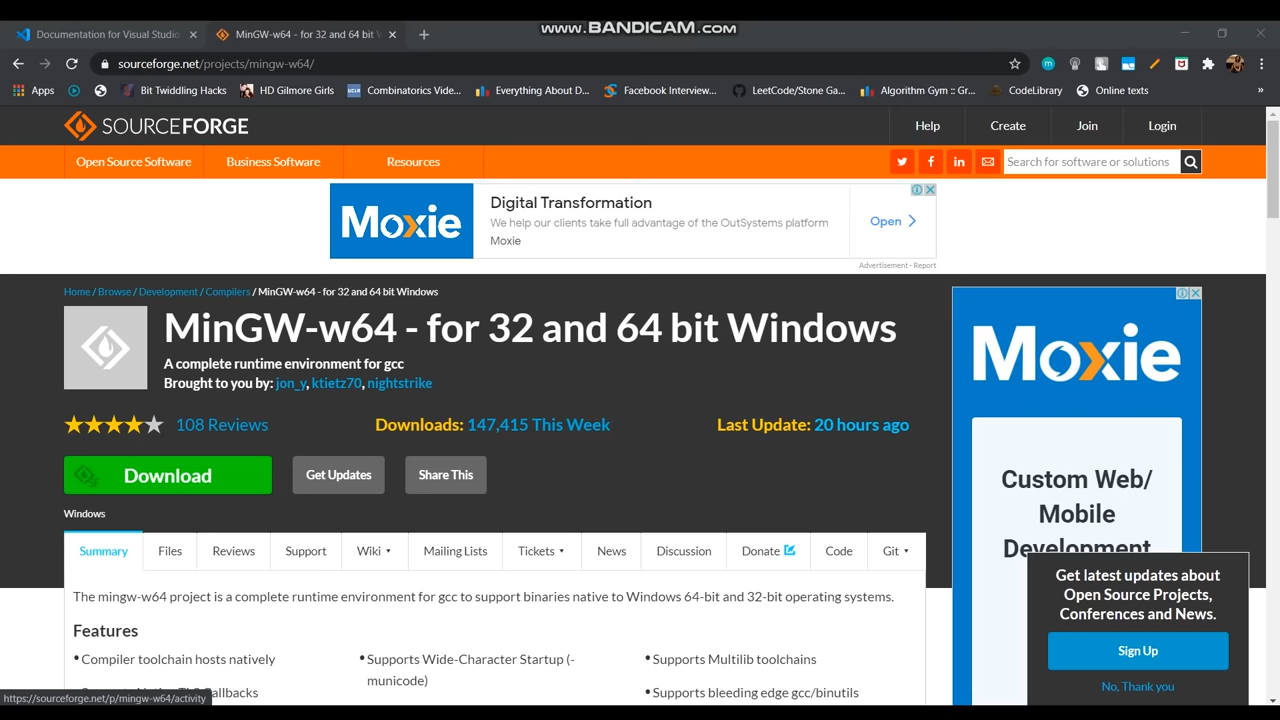 www.BANDICAM.com
Documentation for Visual Studio
MinGW-w64 - for 32 and 64 bit W
sourceforge.net/projects/mingw-w64/
Apps
Bit Twiddling Hacks
HD Gilmore Girls
Combinatorics Vide...
Everything About D...
Facebook Interview...
LeetCode/Stone Ga...
Algorithm Gym :: Gr...
CodeLibrary
Online texts
»
SOURCEFORGE
Help
Create
Join
Login
Open Source Software
Business Software
Resources
Search for software or solutions
Moxie
Digital Transformation
We help our clients take full advantage of the OutSystems platform
Moxie
Open
Advertisement - Report
Home / Browse / Development / Compilers / MinGW-w64 - for 32 and 64 bit Windows
MinGW-w64 - for 32 and 64 bit Windows
A complete runtime environment for gcc
Brought to you by: jon_y, ktietz70, nightstrike
108 Reviews
Downloads: 147,415 This Week
Last Update: 20 hours ago
Download
Get Updates
Share This
Windows
Summary
Files
Reviews
Support
Wiki
Mailing Lists
Tickets
News
Discussion
Donate
Code
Git
The mingw-w64 project is a complete runtime environment for gcc to support binaries native to Windows 64-bit and 32-bit operating systems.
Features
• Compiler toolchain hosts natively
• Supports Wide-Character Startup (-
municode)
• Supports Multilib toolchains
Callbacks
• Supports bleeding edge gcc/binutils
https://sourceforge.net/p/mingw-w64/activity
Moxie
Custom Web/
Mobile
Development
Get latest updates about
Open Source Projects,
Conferences and News.
Sign Up
No, Thank you